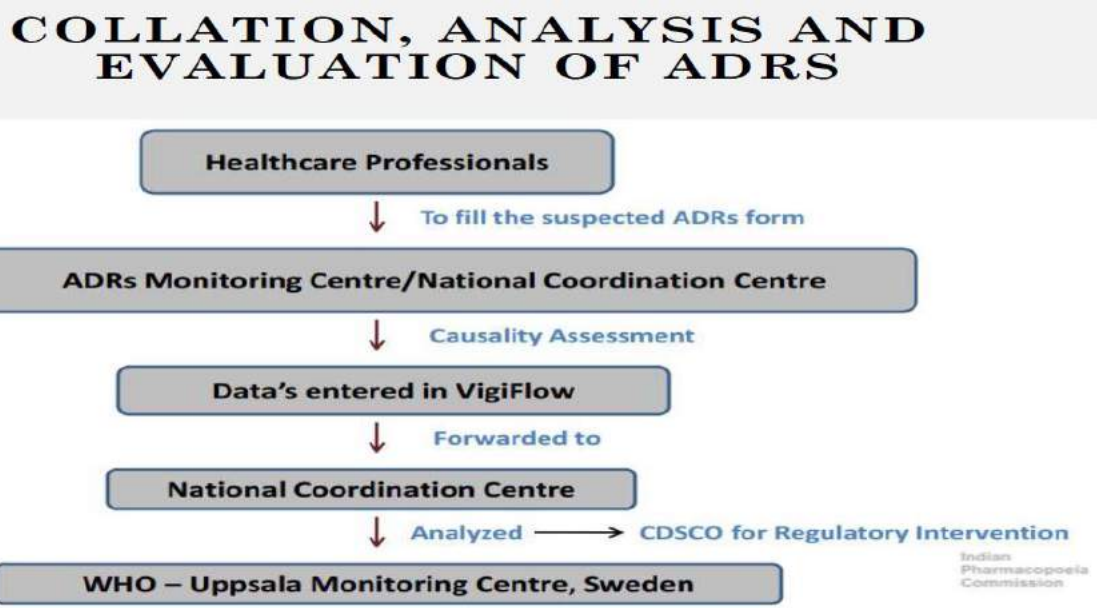 COLLATION, ANALYSIS AND
EVALUATION OF ADRS
Healthcare Professionals
To fill the suspected ADRs form
ADRs Monitoring Centre/National Coordination Centre
Causality Assessment
Data's entered in VigiFlow
Forwarded to
National Coordination Centre
Analyzed
CDSCO for Regulatory Intervention
Indian
Pharmacopoeia
Commission
WHO – Uppsala Monitoring Centre, Sweden